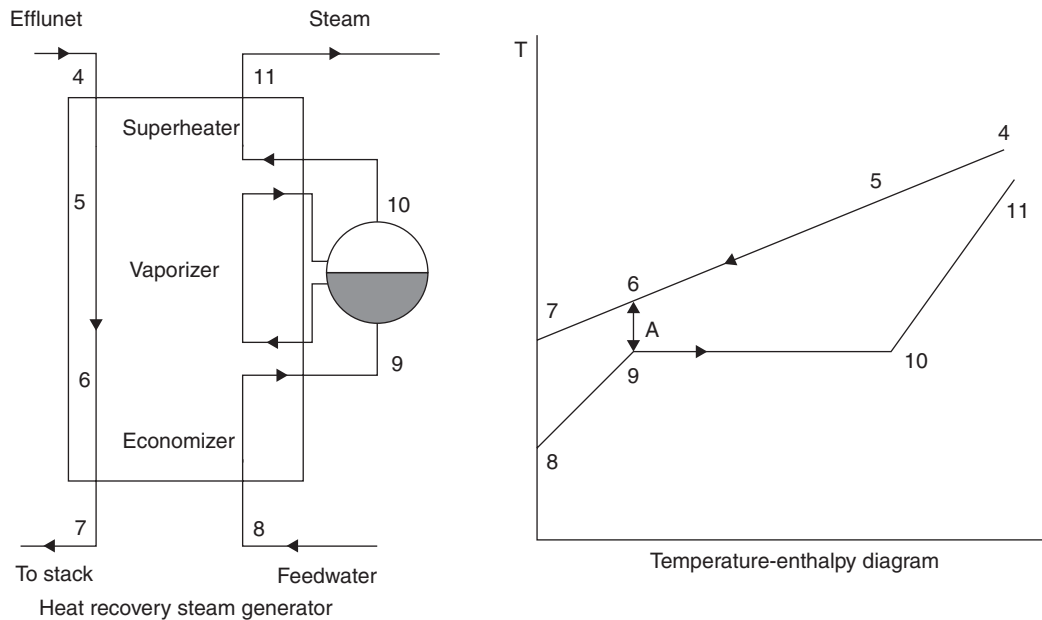 Efflunet
Steam
4
11
Superheater
5
10
Vaporizer
9
6
Economizer
7
8
To stack
Feedwater
Heat recovery steam generator
T
4
5
11
6
7
A
10
9
8
Temperature-enthalpy diagram